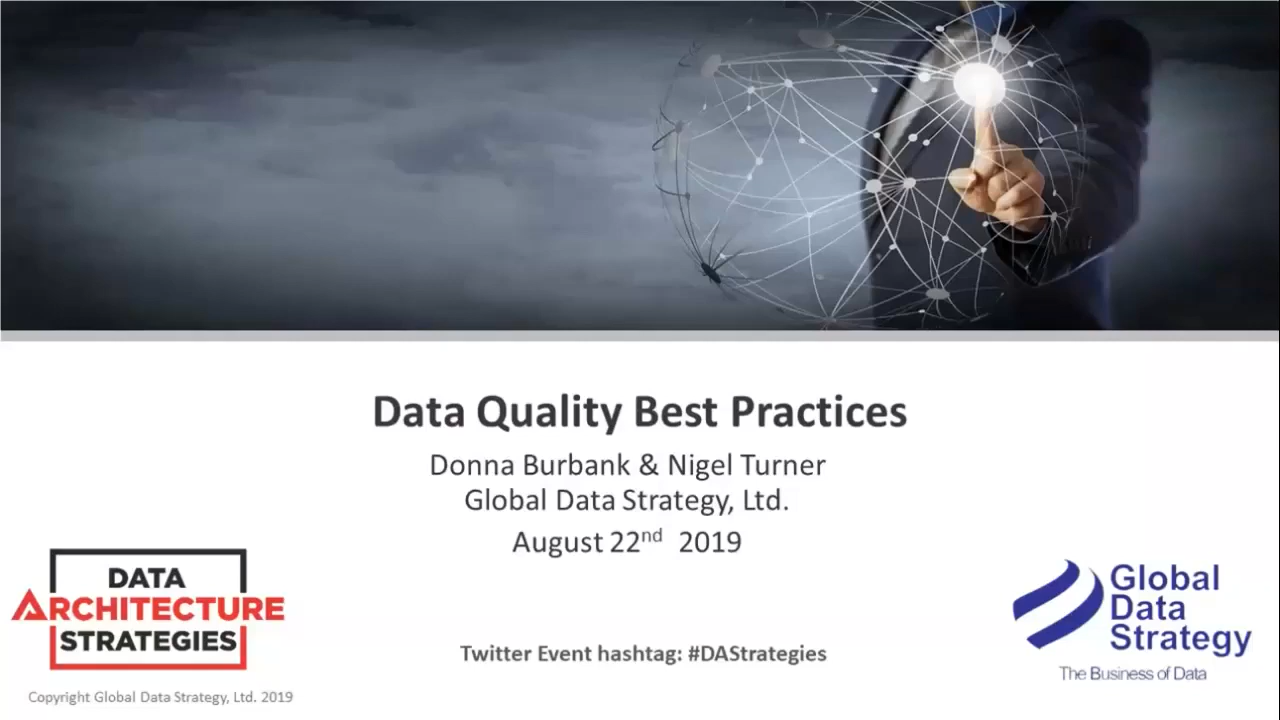 Data Quality Best Practices
Donna Burbank & Nigel Turner
Global Data Strategy, Ltd.
August 22nd 2019
DATA
ARCHITECTURE
STRATEGIES
Global
Data
Strategy
The Business of Data
Twitter Event hashtag: #DAStrategies
Copyright Global Data Strategy, Ltd. 2019